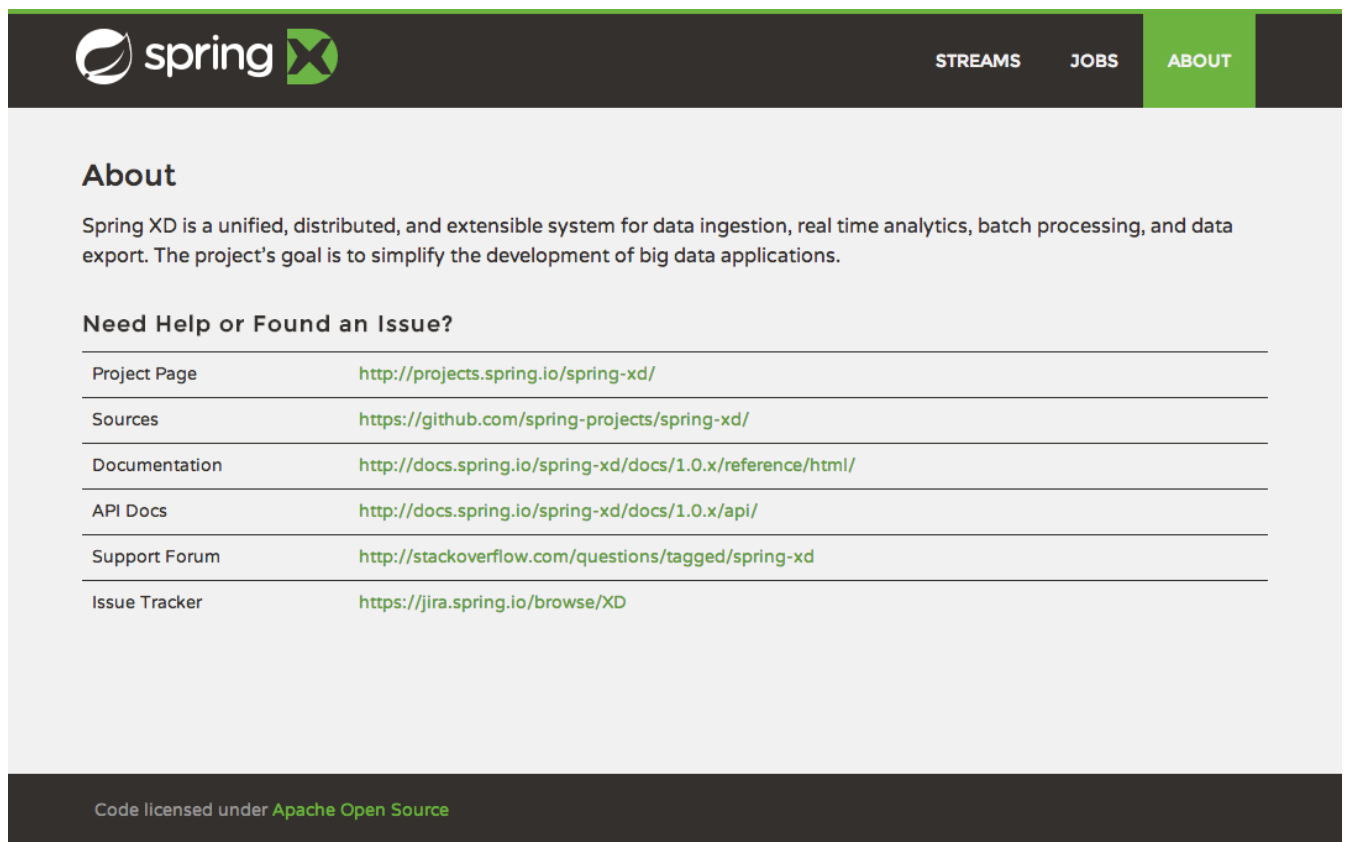 spring XD
STREAMS JOBS ABOUT
About
Spring XD is a unified, distributed, and extensible system for data ingestion, real time analytics, batch processing, and data
export. The project's goal is to simplify the development of big data applications.
Need Help or Found an Issue?
Project Page http://projects.spring.io/spring-xd/
Sources https://github.com/spring-projects/spring-xd/
Documentation http://docs.spring.io/spring-xd/docs/1.0.x/reference/html/
API Docs http://docs.spring.io/spring-xd/docs/1.0.x/api/
Support Forum http://stackoverflow.com/questions/tagged/spring-xd
Issue Tracker https://jira.spring.io/browse/XD
Code licensed under Apache Open Source